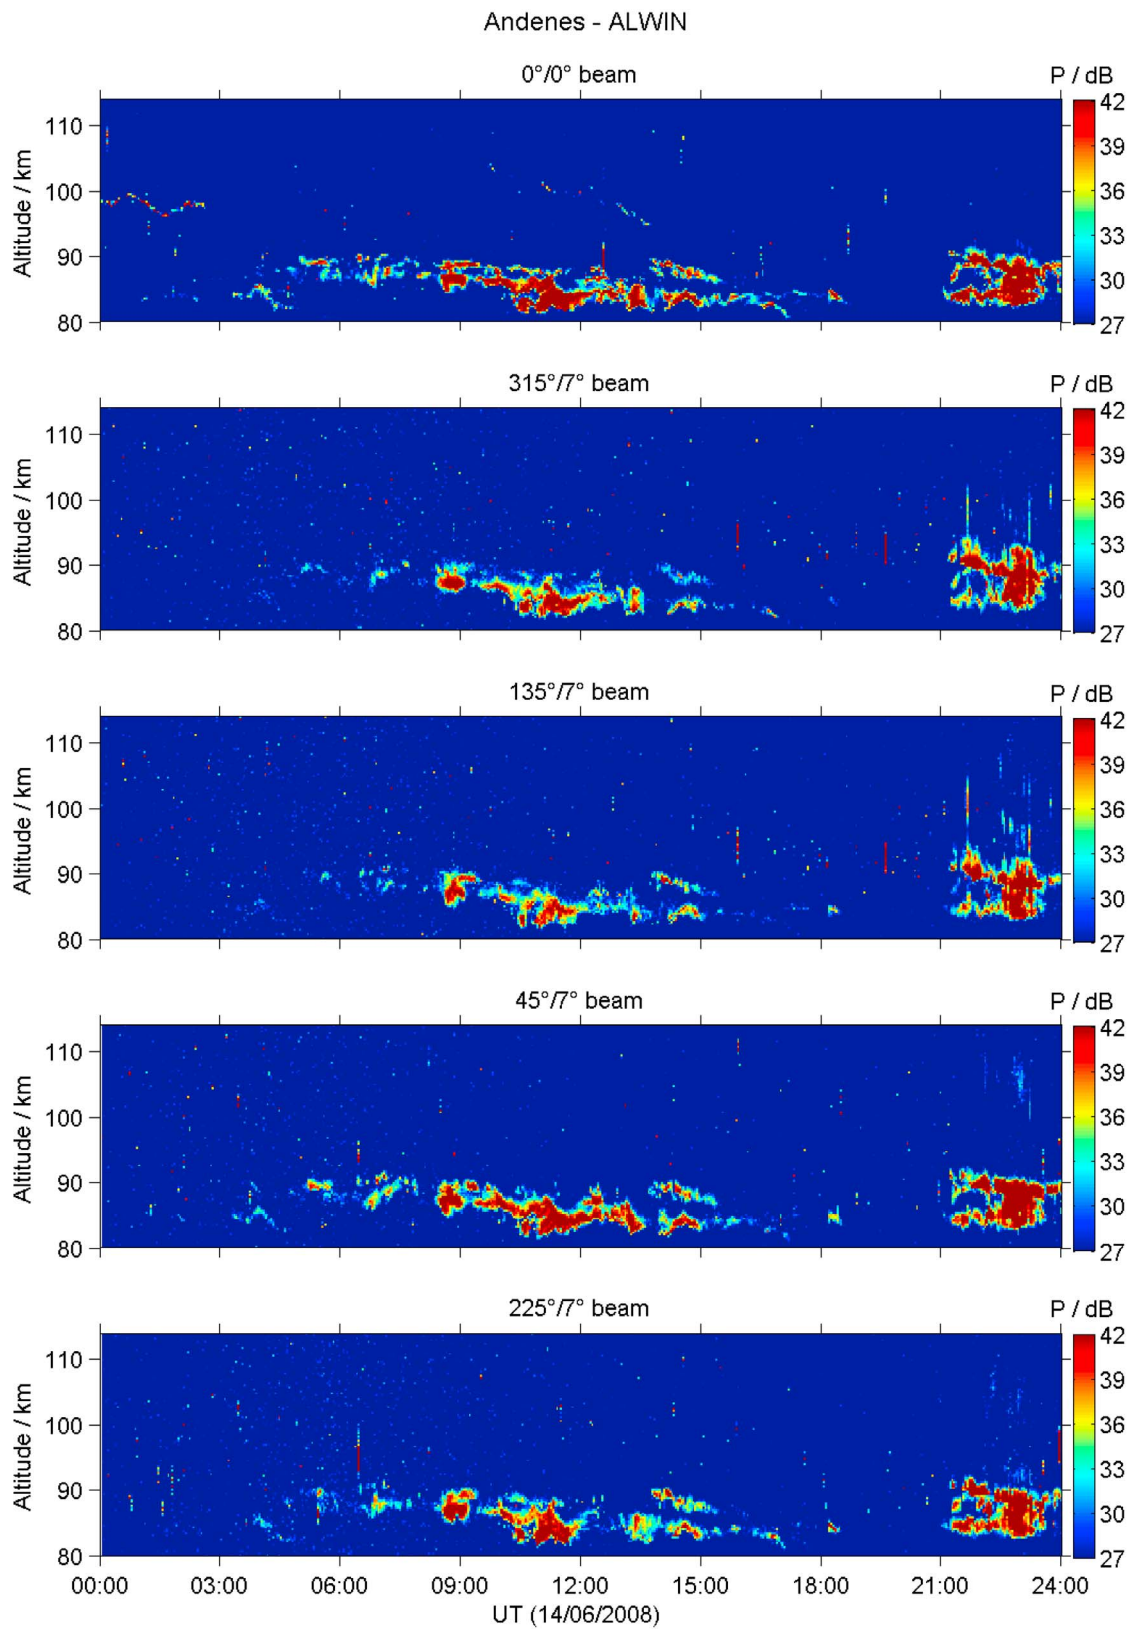 Andenes - ALWIN
0°/0° beam
P / dB
Altitude / km
110
100
90
80
42
39
36
33
30
27
315°/7° beam
P / dB
Altitude / km
110
100
90
80
42
39
36
33
30
27
135°/7° beam
P / dB
Altitude / km
110
100
90
80
42
39
36
33
30
27
45°/7° beam
P / dB
Altitude / km
110
100
90
80
42
39
36
33
30
27
225°/7° beam
P / dB
Altitude / km
110
100
90
80
42
39
36
33
30
27
00:00 03:00 06:00 09:00 12:00 15:00 18:00 21:00 24:00
UT (14/06/2008)